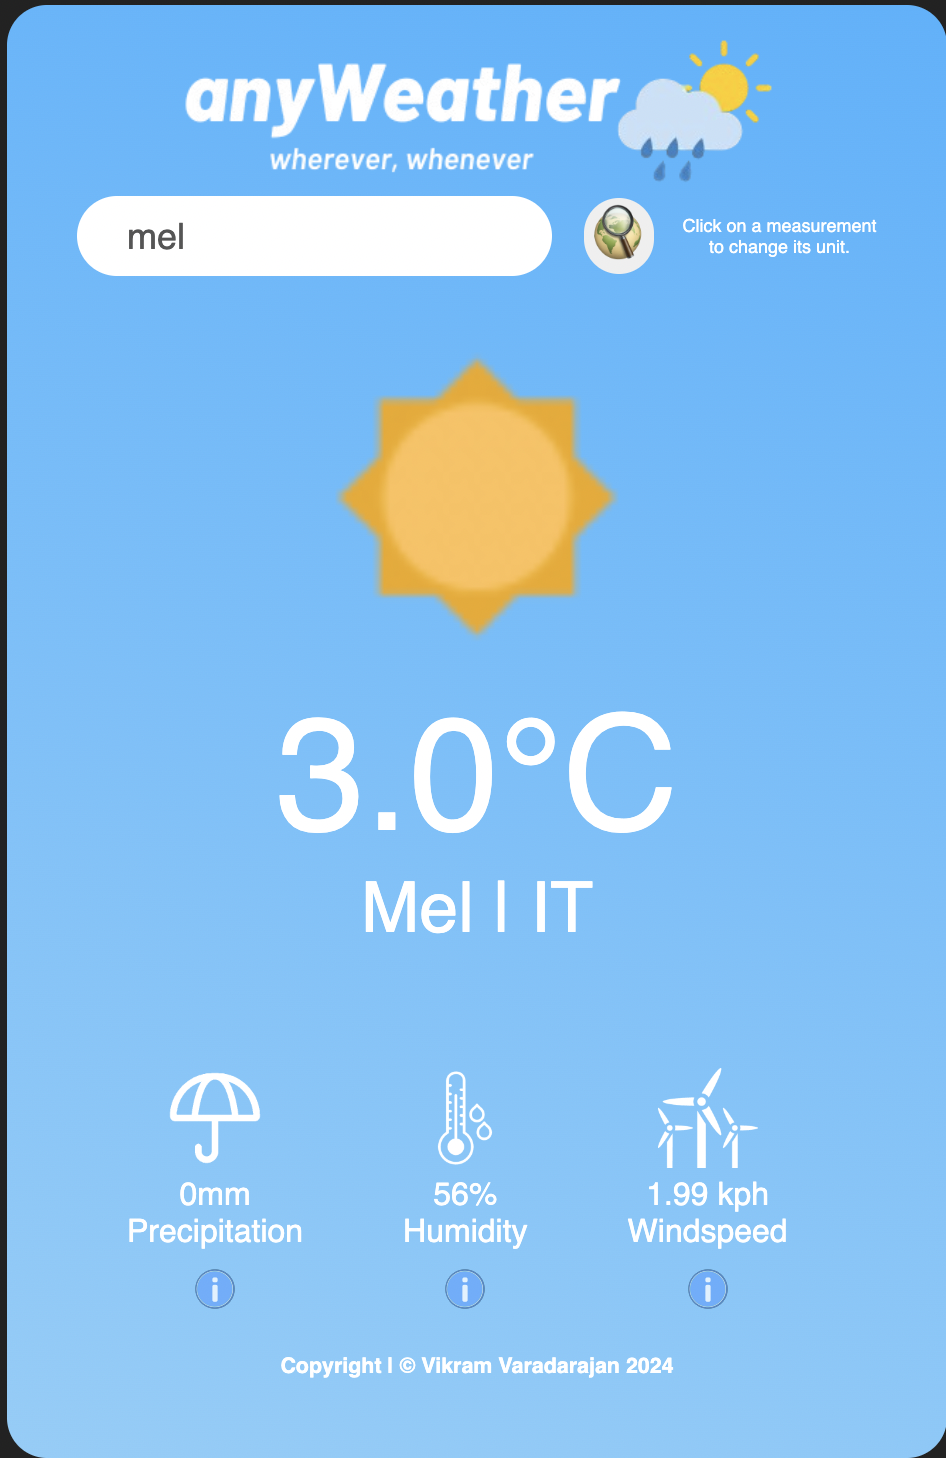 anyWeather
wherever, whenever
mel
Click on a measurement
to change its unit.
3.0°C
Mel | IT
0mm
Precipitation
56%
Humidity
1.99 kph
Windspeed
i
i
i
Copyright | © Vikram Varadarajan 2024